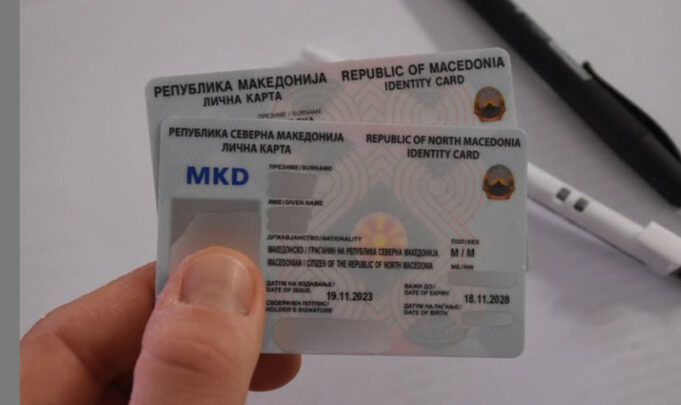 РЕПУБЛИКА МАКЕДОНИЈА
ЛИЧНА КАРТА
REPUBLIC OF MACEDONIA
IDENTITY CARD
ПРЕЗИМЕ / SURNAME
РЕПУБЛИКА СЕВЕРНА МАКЕДОНИЈА
ЛИЧНА КАРТА
REPUBLIC OF NORTH MACEDONIA
IDENTITY CARD
MKD
ПРЕЗИМЕ/SURNAME
ИМЕ/GIVEN NAME
ДРЖАВЈАНСТВО/NATIONALITY
МАКЕДОНСКО / ГРАЃАНИН НА РЕПУБЛИКА СЕВЕРНА МАКЕДОНИЈА
MACEDONIAN / CITIZEN OF THE REPUBLIC OF NORTH MACEDONIA
ПОЛ/SEX
М / M
ДАТУМ НА ИЗДАВАЊЕ/
DATE OF ISSUE
19.11.2023
ВАЖИ ДО/
DATE OF EXPIRY
18.11.2028
СВОЕРАЧЕН ПОТПИС/
HOLDER'S SIGNATURE
ДАТУМ НА РАЃАЊЕ/
DATE OF BIRTH